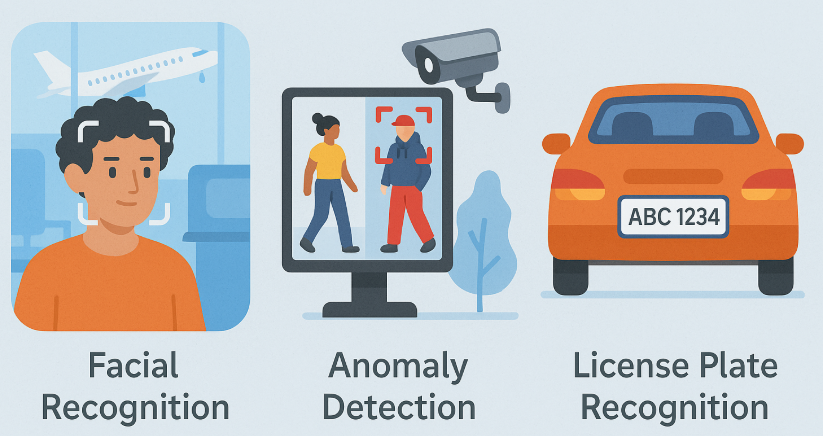 ABC 1234
Facial
Recognition
Anomaly
Detection
License Plate
Recognition